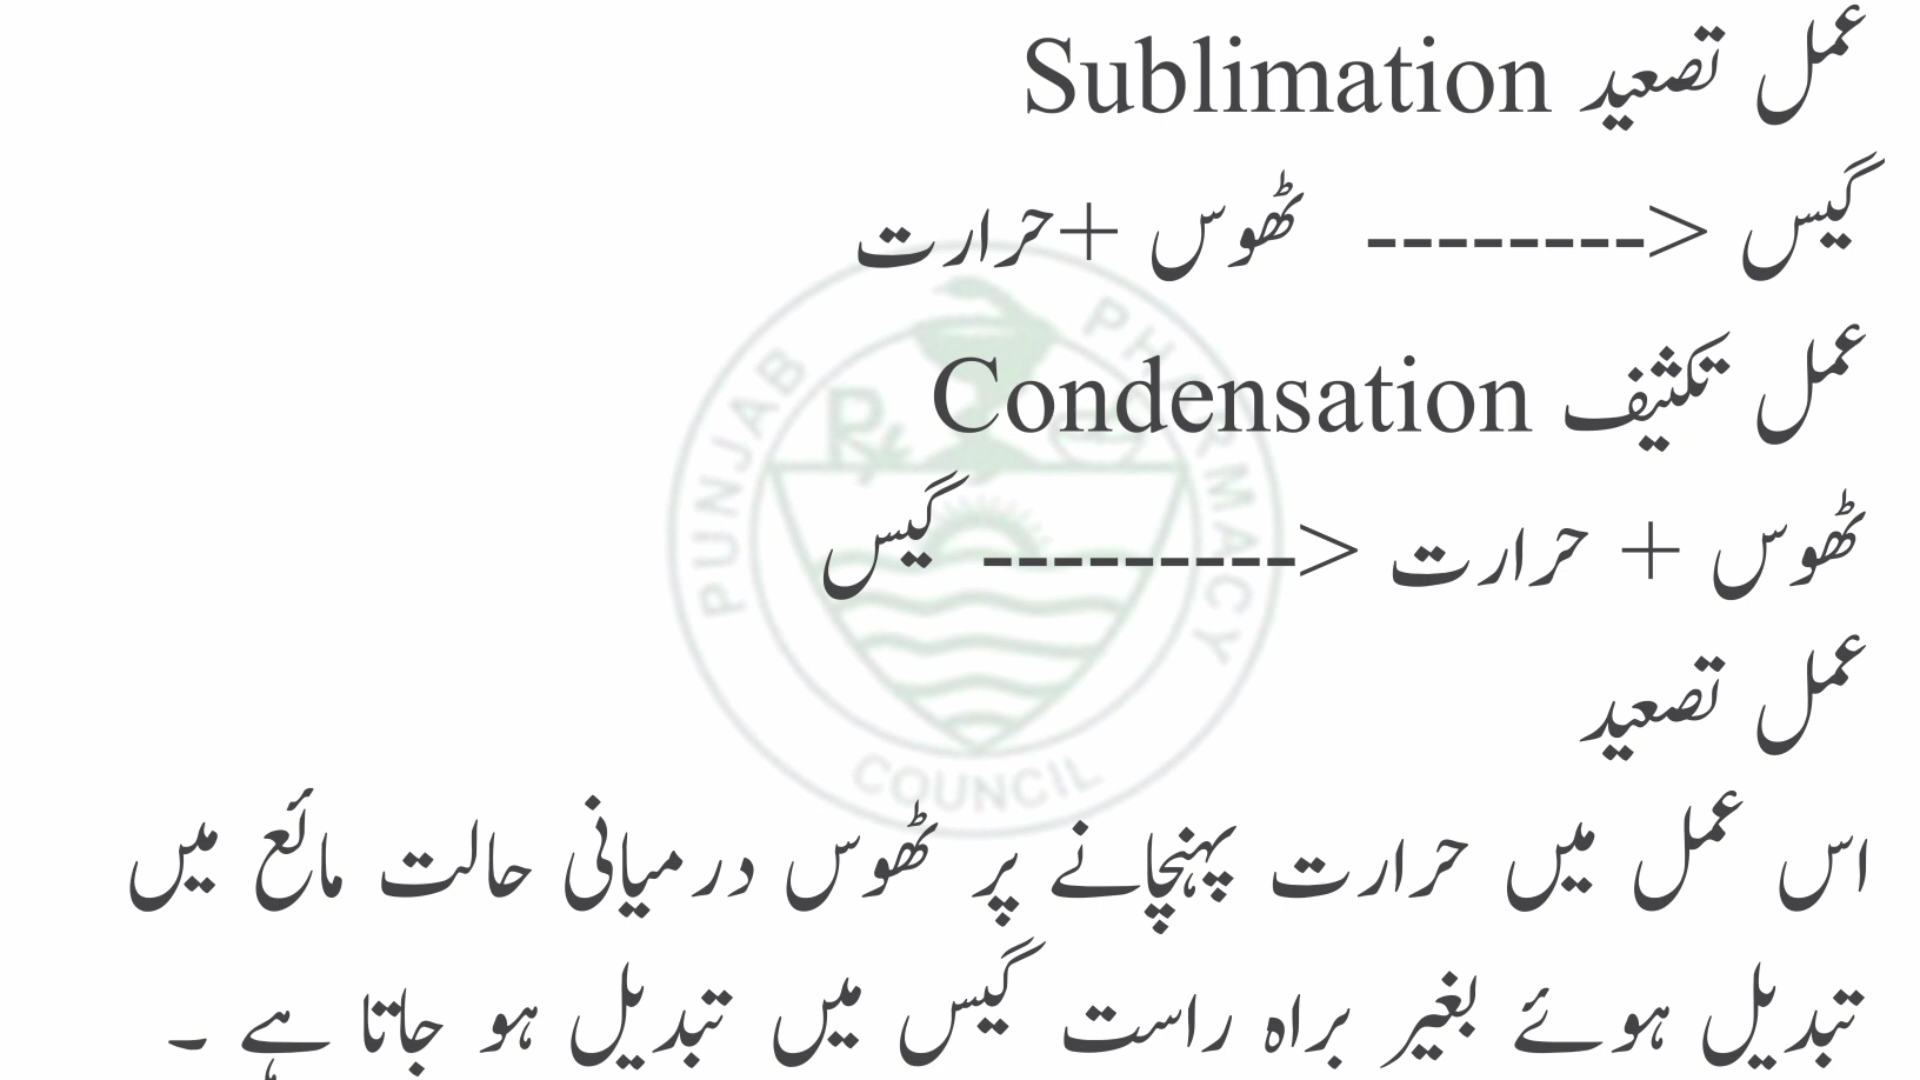 عمل تصعید Sublimation
گیس <-------- ٹھوس +حرارت
عمل تکثیف Condensation
ٹھوس + حرارت <--------- گیس
عمل تصعید
اس عمل میں حرارت پہنچانے پر ٹھوس درمیانی حالت مائع میں
تبدیل ہوئے بغیر براہ راست گیس میں تبدیل ہو جاتا ہے ۔
PUNJAB PHARMACY COUNCIL
Rx